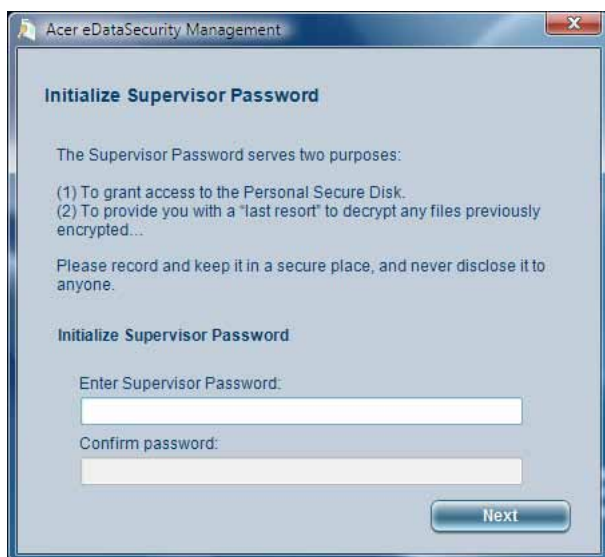 Acer eDataSecurity Management
Initialize Supervisor Password
The Supervisor Password serves two purposes:
(1) To grant access to the Personal Secure Disk.
(2) To provide you with a “last resort” to decrypt any files previously
encrypted...
Please record and keep it in a secure place, and never disclose it to
anyone.
Initialize Supervisor Password
Enter Supervisor Password:
Confirm password:
Next